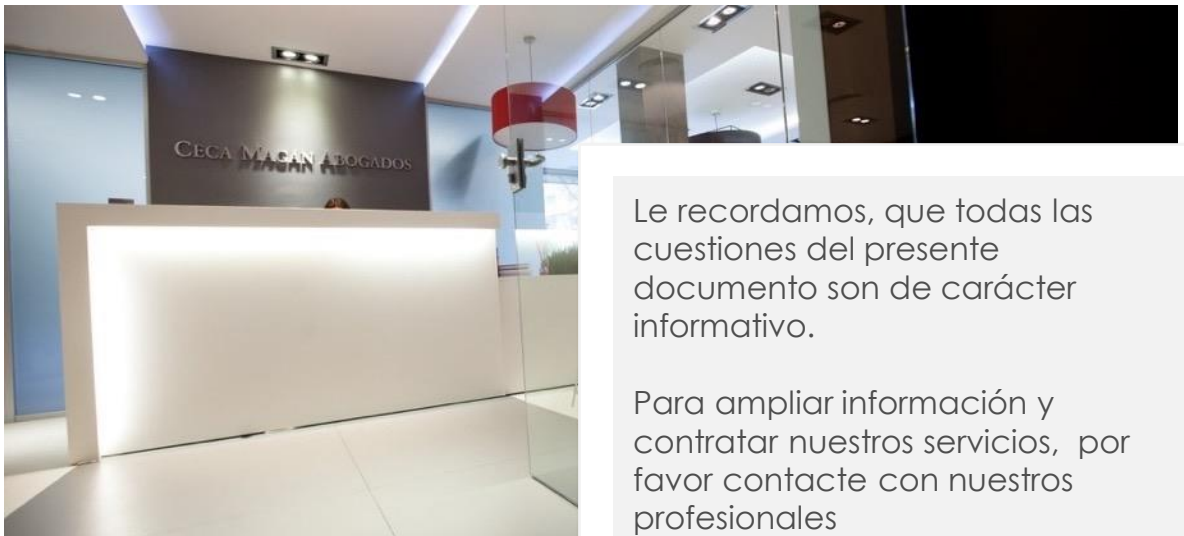 CECA MAGÁN ABOGADOS
Le recordamos, que todas las
cuestiones del presente
documento son de carácter
informativo.
Para ampliar información y
contratar nuestros servicios, por
favor contacte con nuestros
profesionales